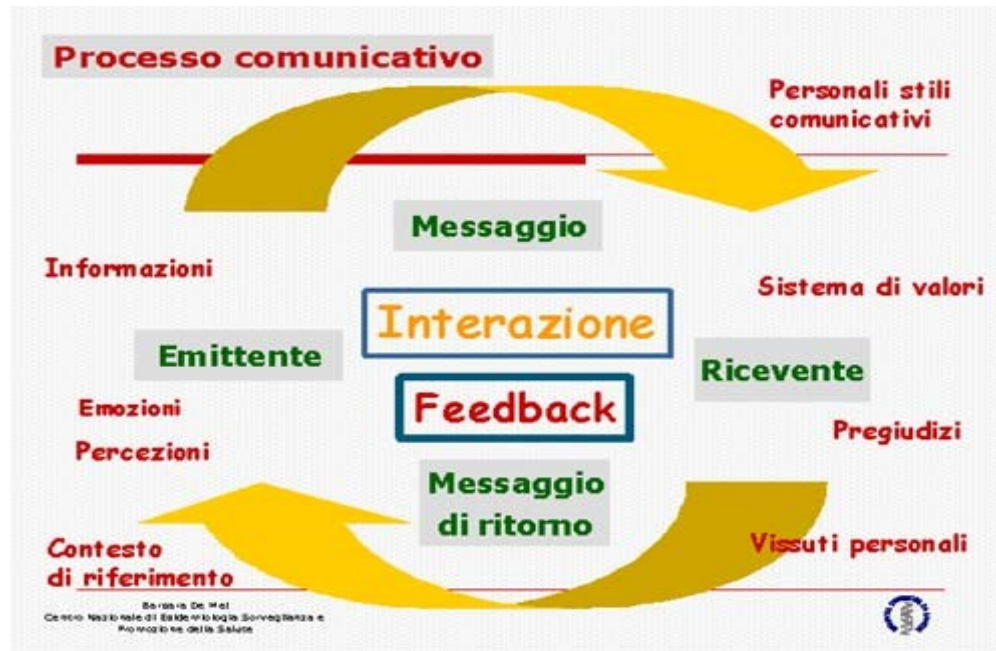 Processo comunicativo
Personali stili
comunicativi
Messaggio
Informazioni
Sistema di valori
Interazione
Emittente
Ricevente
Feedback
Emozioni
Pregiudizi
Percezioni
Messaggio
di ritorno
Vissuti personali
Contesto
di riferimento
Barbara De Mei
Centro Nazionale di Epidemiologia Sorveglianza e
Promozione della Salute